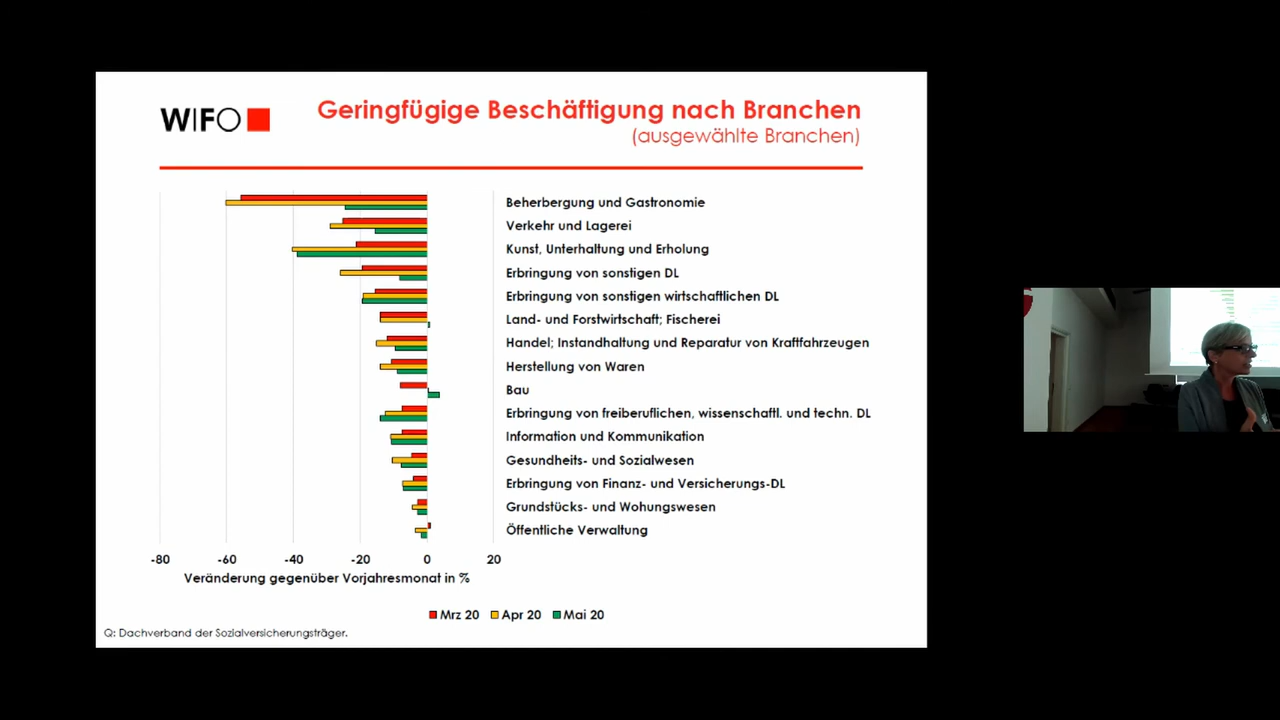 WIFO
Geringfügige Beschäftigung nach Branchen
(ausgewählte Branchen)
Beherbergung und Gastronomie
Verkehr und Lagerei
Kunst, Unterhaltung und Erholung
Erbringung von sonstigen DL
Erbringung von sonstigen wirtschaftlichen DL
Land- und Forstwirtschaft; Fischerei
Handel; Instandhaltung und Reparatur von Kraftfahrzeugen
Herstellung von Waren
Bau
Erbringung von freiberuflichen, wissenschaftl. und techn. DL
Information und Kommunikation
Gesundheits- und Sozialwesen
Erbringung von Finanz- und Versicherungs-DL
Grundstücks- und Wohungswesen
Öffentliche Verwaltung
-80 -60 -40 -20 0 20
Veränderung gegenüber Vorjahresmonat in %
Mrz 20 Apr 20 Mai 20
Q: Dachverband der Sozialversicherungsträger.